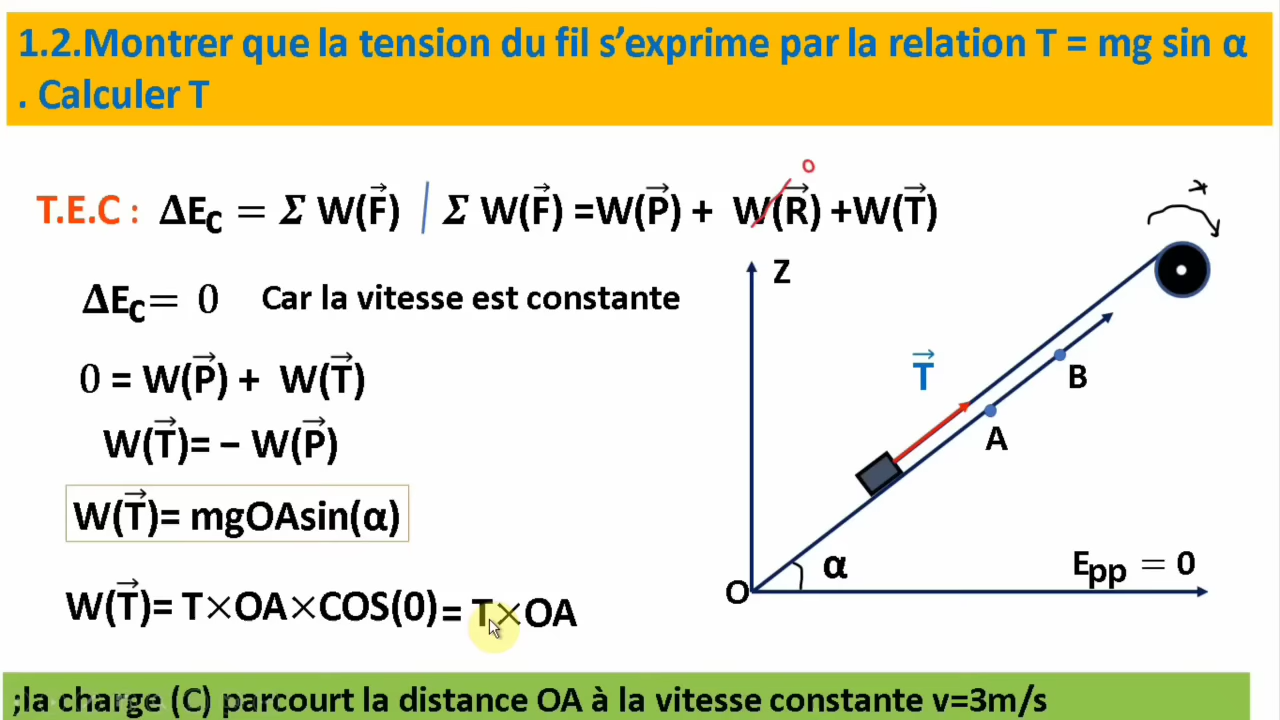 1.2.Montrer que la tension du fil s’exprime par la relation T = mg sin α
. Calculer T
T.E.C : ΔEc = Σ W(F⃗) | Σ W(F⃗) =W(P⃗) + W(R⃗) +W(T⃗)
0
ΔEc= 0 Car la vitesse est constante
Z
0 = W(P⃗) + W(T⃗)
T⃗
B
W(T⃗)= – W(P⃗)
A
W(T⃗)= mgOAsin(α)
α
Epp = 0
O
W(T⃗)= T×OA×COS(0) = T×OA
;la charge (C) parcourt la distance OA à la vitesse constante v=3m/s